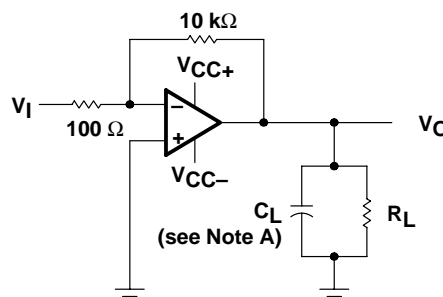 10 kΩ
VCC+
VI
−
VO
100 Ω
+
VCC−
CL
RL
(see Note A)